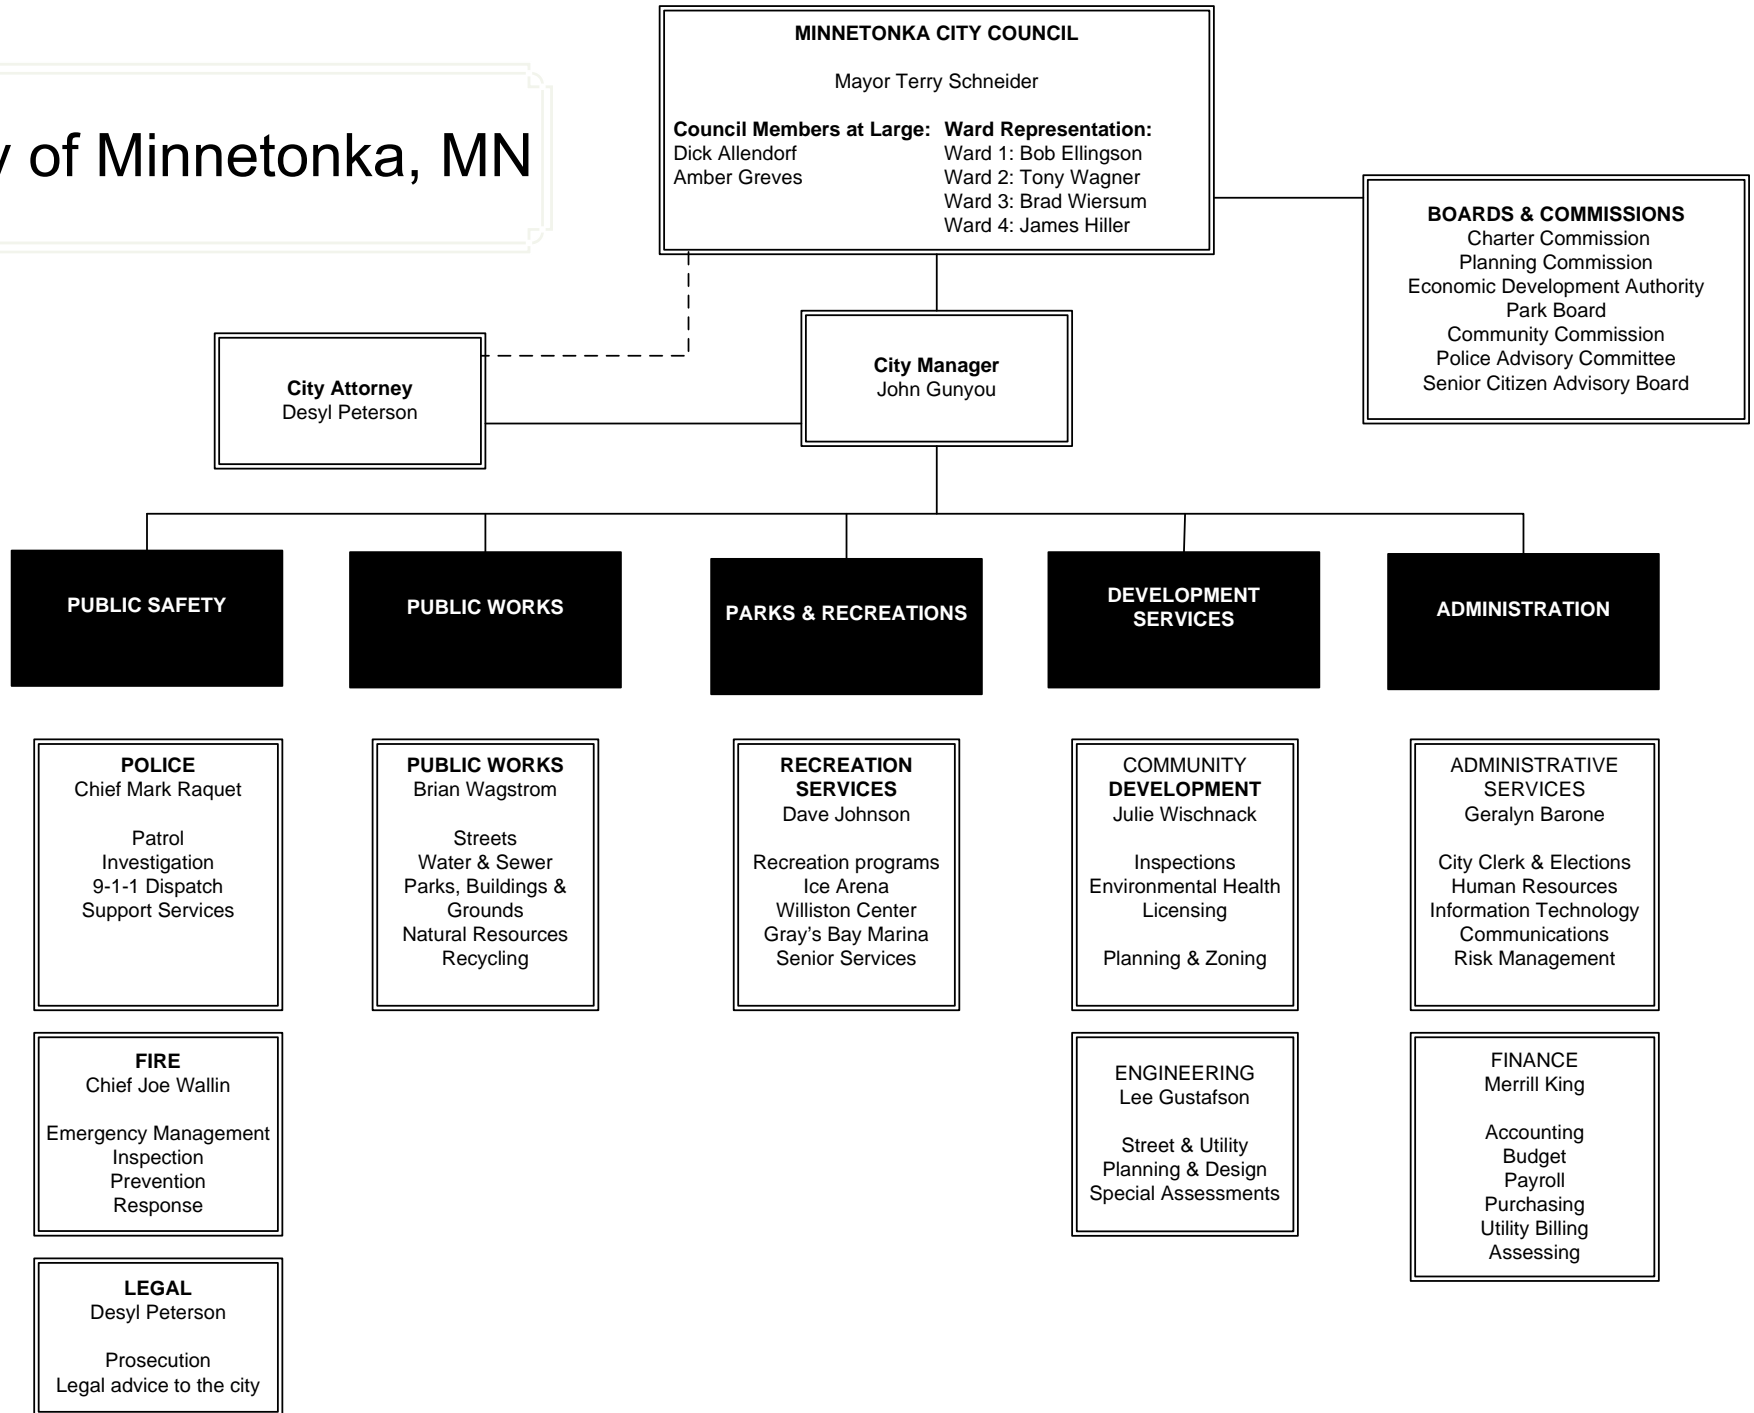 y of Minnetonka, MN
MINNETONKA CITY COUNCIL
Mayor Terry Schneider
Council Members at Large:
Dick Allendorf
Amber Greves
Ward Representation:
Ward 1: Bob Ellingson
Ward 2: Tony Wagner
Ward 3: Brad Wiersum
Ward 4: James Hiller
BOARDS & COMMISSIONS
Charter Commission
Planning Commission
Economic Development Authority
Park Board
Community Commission
Police Advisory Committee
Senior Citizen Advisory Board
City Attorney
Desyl Peterson
City Manager
John Gunyou
PUBLIC SAFETY
PUBLIC WORKS
PARKS & RECREATIONS
DEVELOPMENT
SERVICES
ADMINISTRATION
POLICE
Chief Mark Raquet
Patrol
Investigation
9-1-1 Dispatch
Support Services
PUBLIC WORKS
Brian Wagstrom
Streets
Water & Sewer
Parks, Buildings &
Grounds
Natural Resources
Recycling
RECREATION
SERVICES
Dave Johnson
Recreation programs
Ice Arena
Williston Center
Gray’s Bay Marina
Senior Services
COMMUNITY
DEVELOPMENT
Julie Wischnack
Inspections
Environmental Health
Licensing
Planning & Zoning
ADMINISTRATIVE
SERVICES
Geralyn Barone
City Clerk & Elections
Human Resources
Information Technology
Communications
Risk Management
FIRE
Chief Joe Wallin
Emergency Management
Inspection
Prevention
Response
ENGINEERING
Lee Gustafson
Street & Utility
Planning & Design
Special Assessments
FINANCE
Merrill King
Accounting
Budget
Payroll
Purchasing
Utility Billing
Assessing
LEGAL
Desyl Peterson
Prosecution
Legal advice to the city